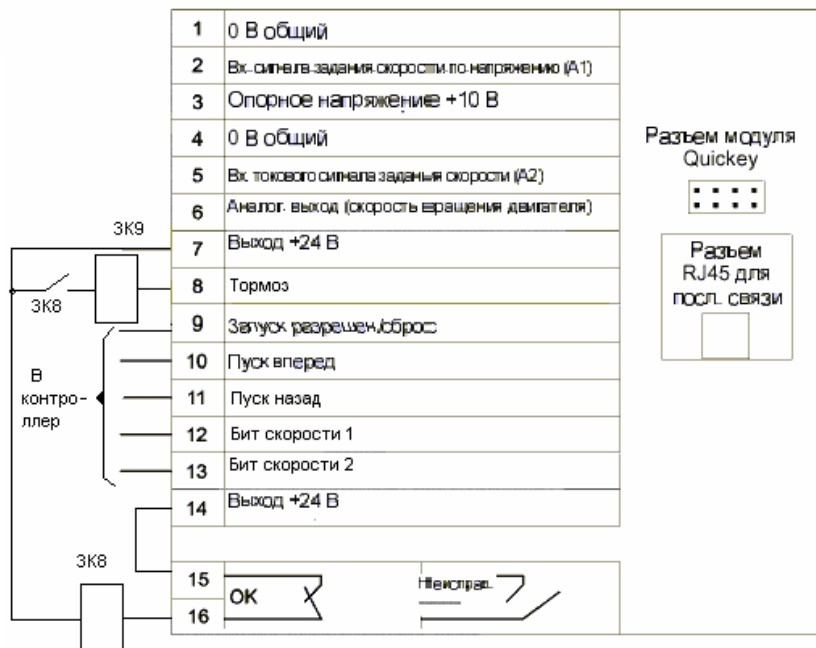 1 0 В общий
2 Вх. сигнала задания скорости по напряжению (А1)
3 Опорное напряжение +10 В
4 0 В общий
5 Вх. токового сигнала задания скорости (А2)
6 Аналог. выход (скорость вращения двигателя)
7 Выход +24 В
8 Тормоз
9 Запуск разрешен/сброс
10 Пуск вперед
11 Пуск назад
12 Бит скорости 1
13 Бит скорости 2
14 Выход +24 В
15
16
ОК
Неисправ.
3К9
3К8
В
контро-
ллер
3К8
Разъем модуля
Quickey
Разъем
RJ45 для
посл. связи